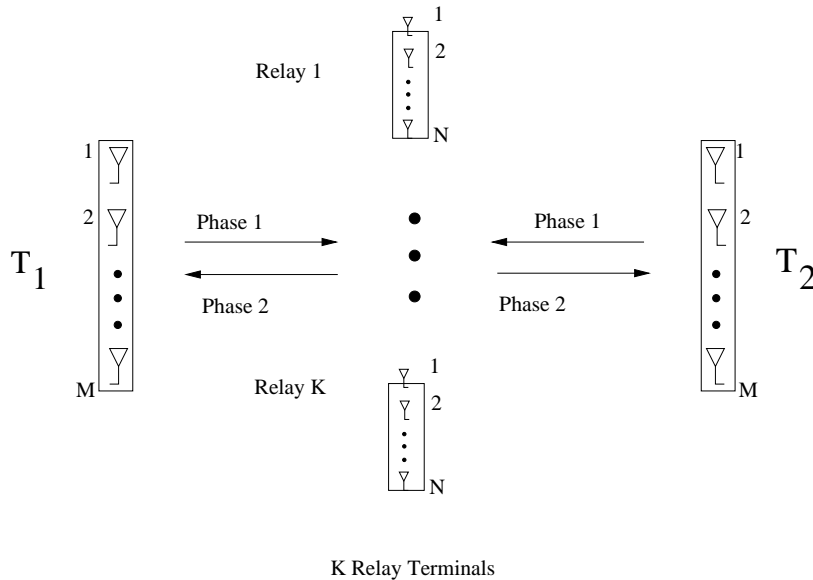 1
2
Relay 1
N
1
2
T1
M
Phase 1
Phase 2
Phase 1
Phase 2
1
2
T2
M
Relay K
1
2
N
K Relay Terminals